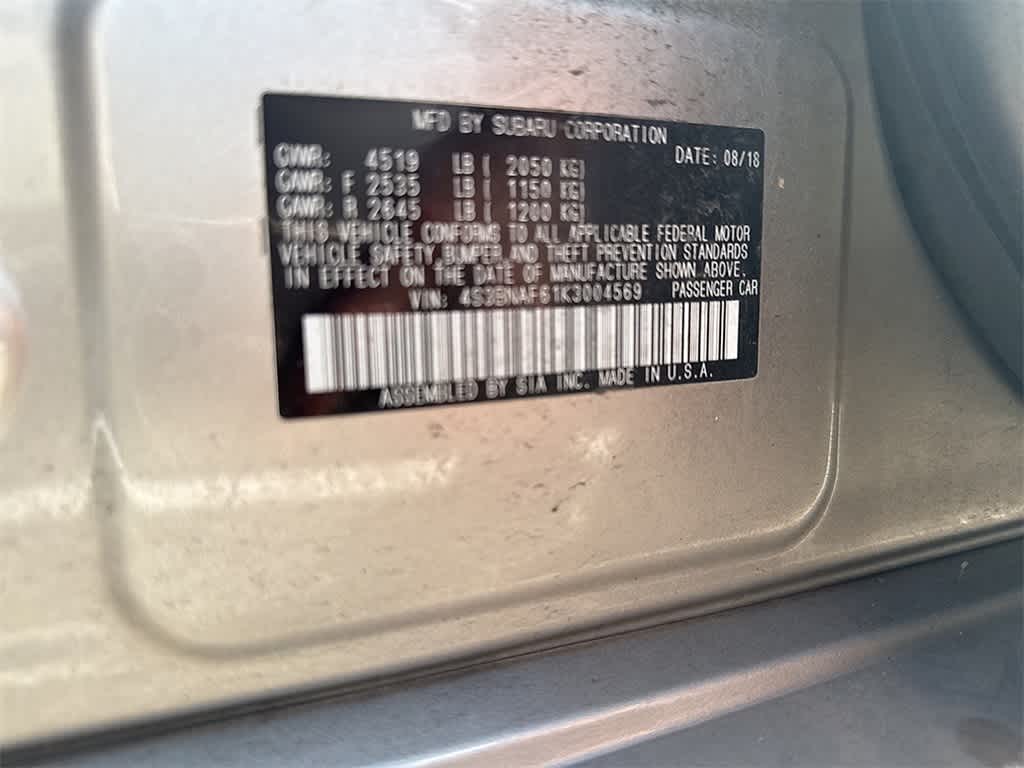 MFD BY SUBARU CORPORATION
DATE: 08/18
GVWR: 4519 LB ( 2050 KG)
GAWR: F 2535 LB ( 1150 KG)
GAWR: R 2645 LB ( 1200 KG)
THIS VEHICLE CONFORMS TO ALL APPLICABLE FEDERAL MOTOR
VEHICLE SAFETY, BUMPER, AND THEFT PREVENTION STANDARDS
IN EFFECT ON THE DATE OF MANUFACTURE SHOWN ABOVE.
VIN: 4S3BNAF61K3004569 PASSENGER CAR
ASSEMBLED BY SIA INC. MADE IN U.S.A.